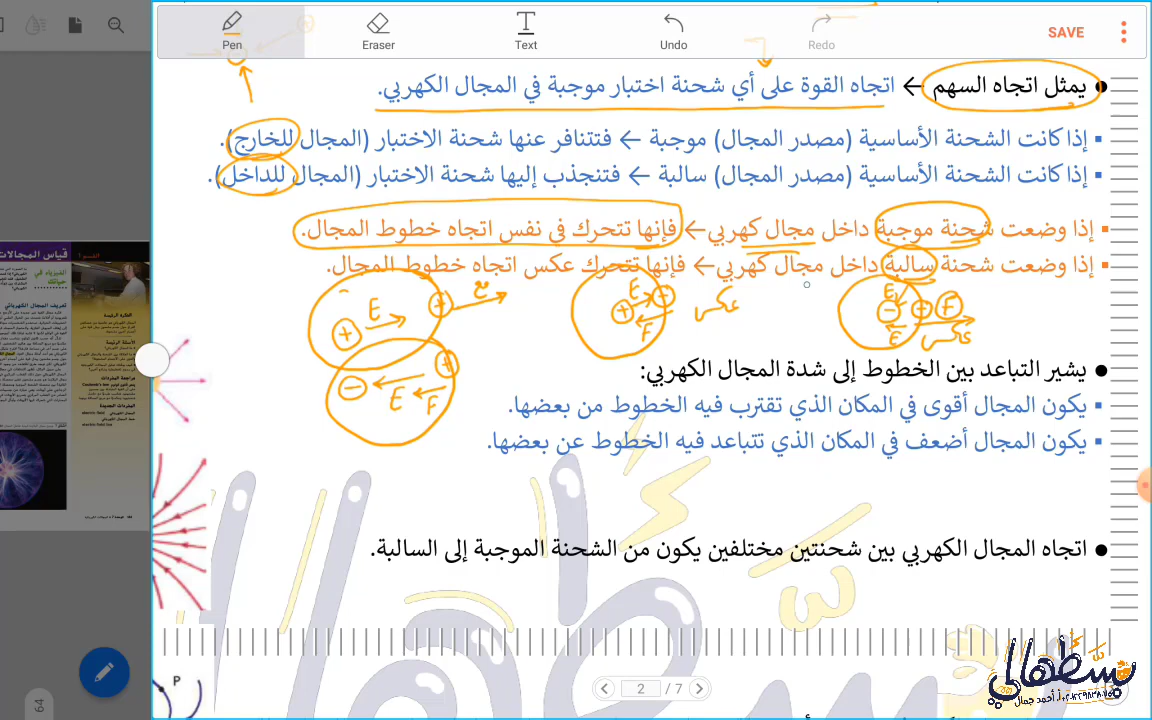 Pen
Eraser
Text
Undo
Redo
SAVE
يمثل اتجاه السهم ← اتجاه القوة على أي شحنة اختبار موجبة في المجال الكهربي.
إذا كانت الشحنة الأساسية (مصدر المجال) موجبة ← فتتنافر عنها شحنة الاختبار (المجال للخارج).
إذا كانت الشحنة الأساسية (مصدر المجال) سالبة ← فتنجذب إليها شحنة الاختبار (المجال للداخل).
إذا وضعت شحنة موجبة داخل مجال كهربي ← فإنها تتحرك في نفس اتجاه خطوط المجال.
إذا وضعت شحنة سالبة داخل مجال كهربي ← فإنها تتحرك عكس اتجاه خطوط المجال.
E + + مع
E - + F عكس
E - + F E عكس
- E F +
يشير التباعد بين الخطوط إلى شدة المجال الكهربي:
يكون المجال أقوى في المكان الذي تقترب فيه الخطوط من بعضها.
يكون المجال أضعف في المكان الذي تتباعد فيه الخطوط عن بعضها.
اتجاه المجال الكهربي بين شحنتين مختلفين يكون من الشحنة الموجبة إلى السالبة.
2 / 7
P
64
قياس المجالات
أ. أحمد جمال